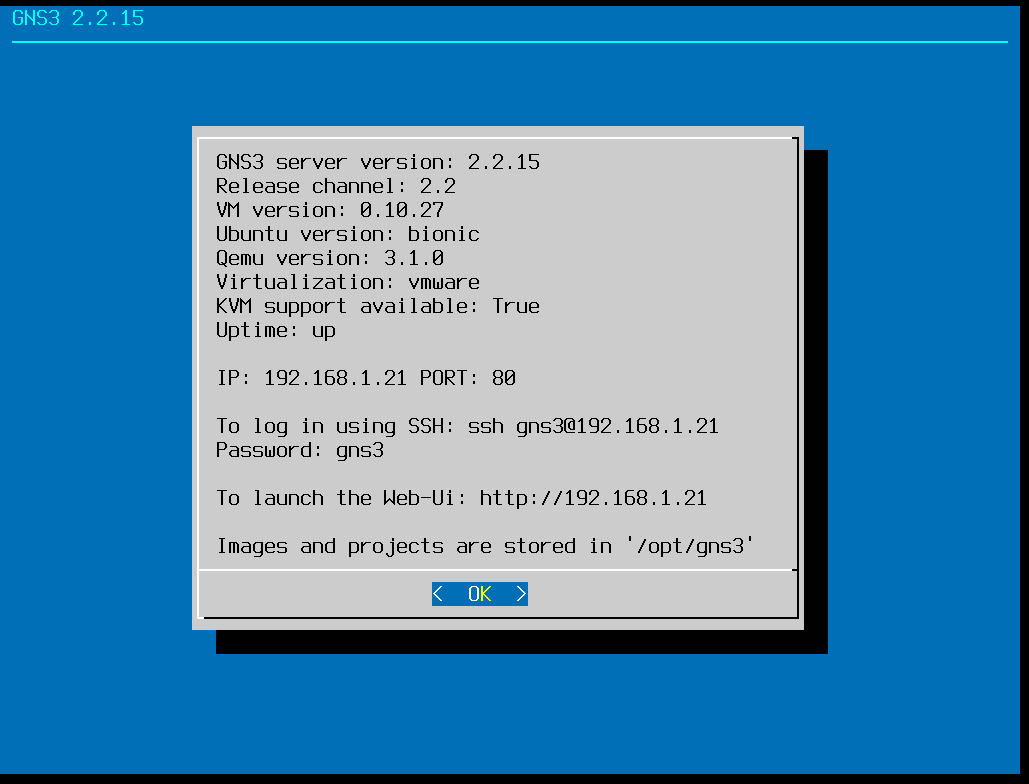 GNS3 2.2.15
GNS3 server version: 2.2.15
Release channel: 2.2
VM version: 0.10.27
Ubuntu version: bionic
Qemu version: 3.1.0
Virtualization: vmware
KVM support available: True
Uptime: up
IP: 192.168.1.21 PORT: 80
To log in using SSH: ssh gns3@192.168.1.21
Password: gns3
To launch the Web-Ui: http://192.168.1.21
Images and projects are stored in '/opt/gns3'
<  OK  >